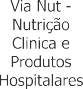 Via Nut -
Nutrição
Clinica e
Produtos
Hospitalares